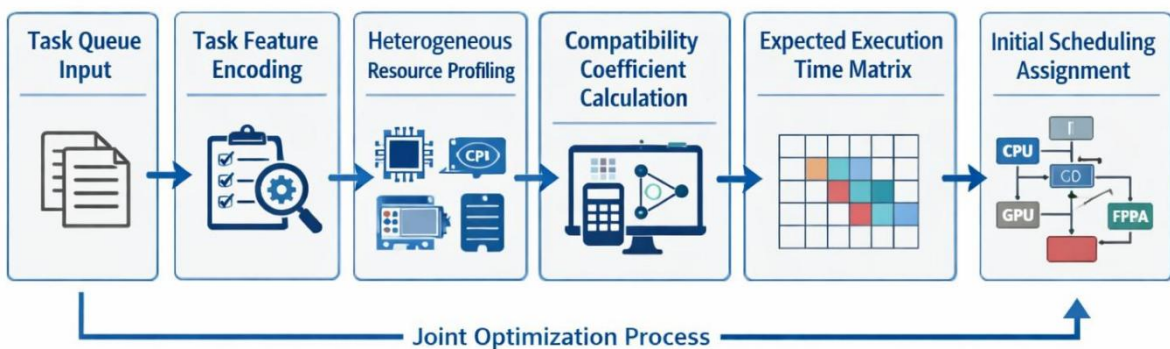 Task Queue
Input
Task Feature
Encoding
Heterogeneous
Resource Profiling
Compatibility
Coefficient
Calculation
Expected Execution
Time Matrix
Initial Scheduling
Assignment
CPI
CPU
GPU
FPPA
Joint Optimization Process